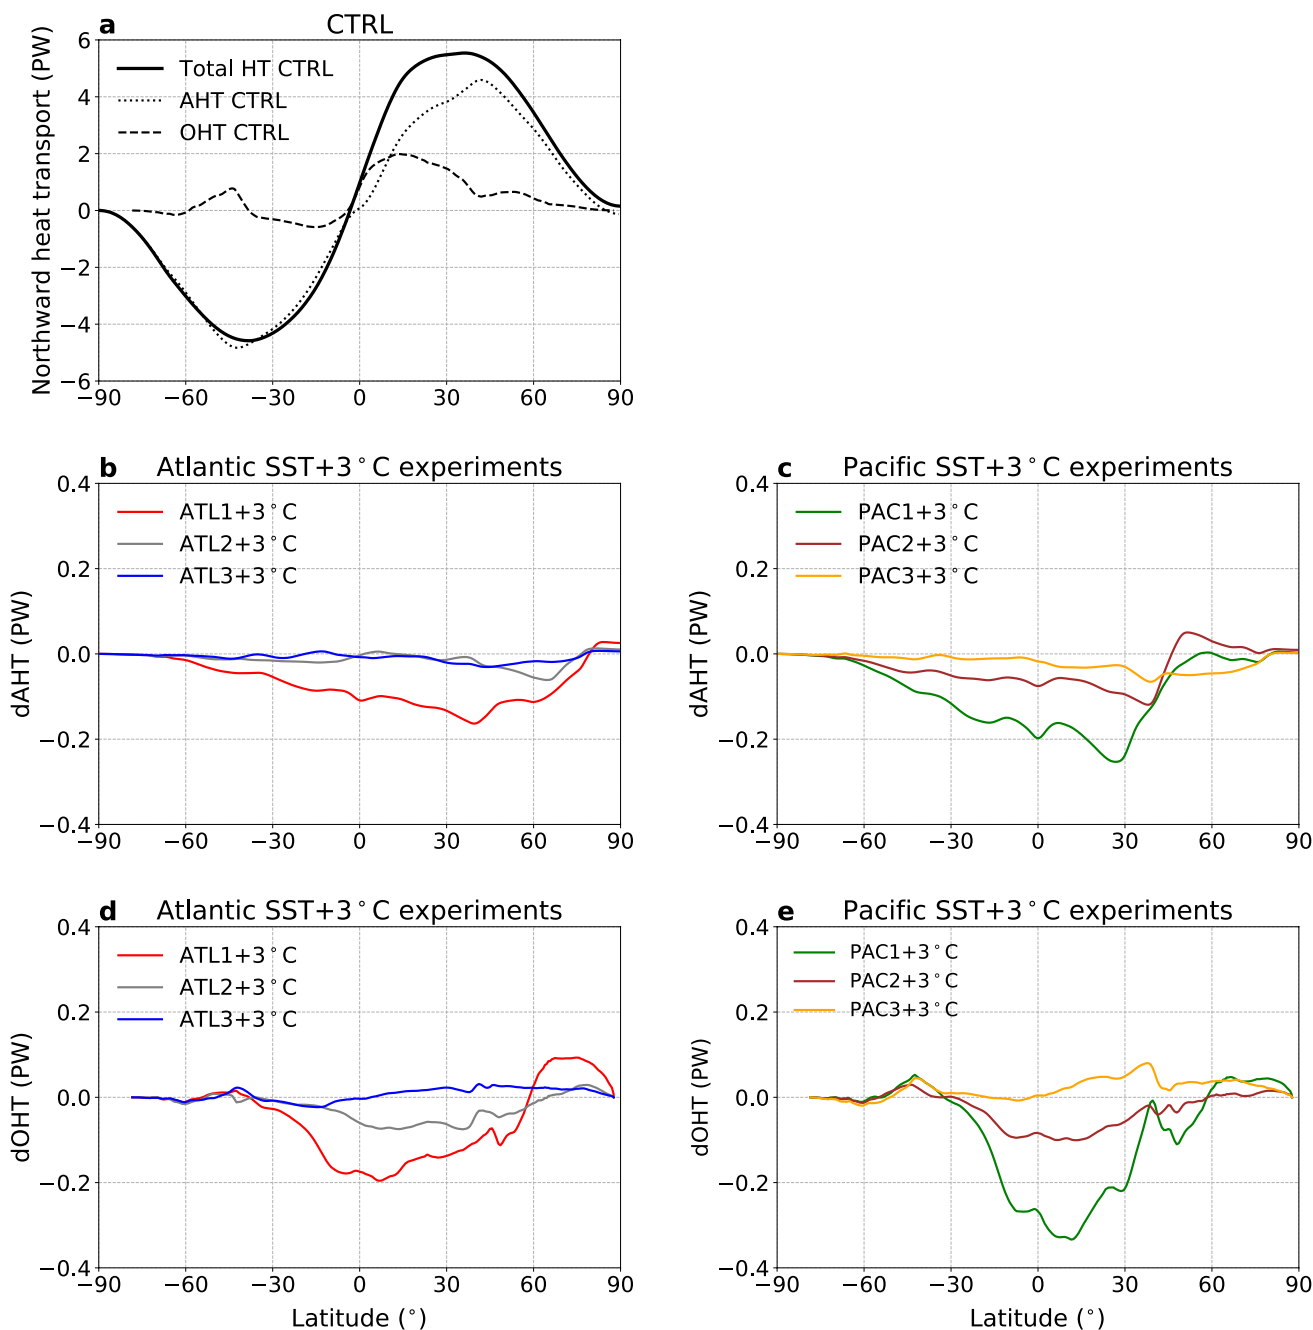 a CTRL
Northward heat transport (PW)
6
4
2
0
−2
−4
−6
Total HT CTRL
AHT CTRL
OHT CTRL
−90 −60 −30 0 30 60 90
b Atlantic SST+3°C experiments
dAHT (PW)
0.4
0.2
0.0
−0.2
−0.4
ATL1+3°C
ATL2+3°C
ATL3+3°C
−90 −60 −30 0 30 60 90
c Pacific SST+3°C experiments
dAHT (PW)
0.4
0.2
0.0
−0.2
−0.4
PAC1+3°C
PAC2+3°C
PAC3+3°C
−90 −60 −30 0 30 60 90
d Atlantic SST+3°C experiments
dOHT (PW)
0.4
0.2
0.0
−0.2
−0.4
ATL1+3°C
ATL2+3°C
ATL3+3°C
−90 −60 −30 0 30 60 90
Latitude (°)
e Pacific SST+3°C experiments
dOHT (PW)
0.4
0.2
0.0
−0.2
−0.4
PAC1+3°C
PAC2+3°C
PAC3+3°C
−90 −60 −30 0 30 60 90
Latitude (°)